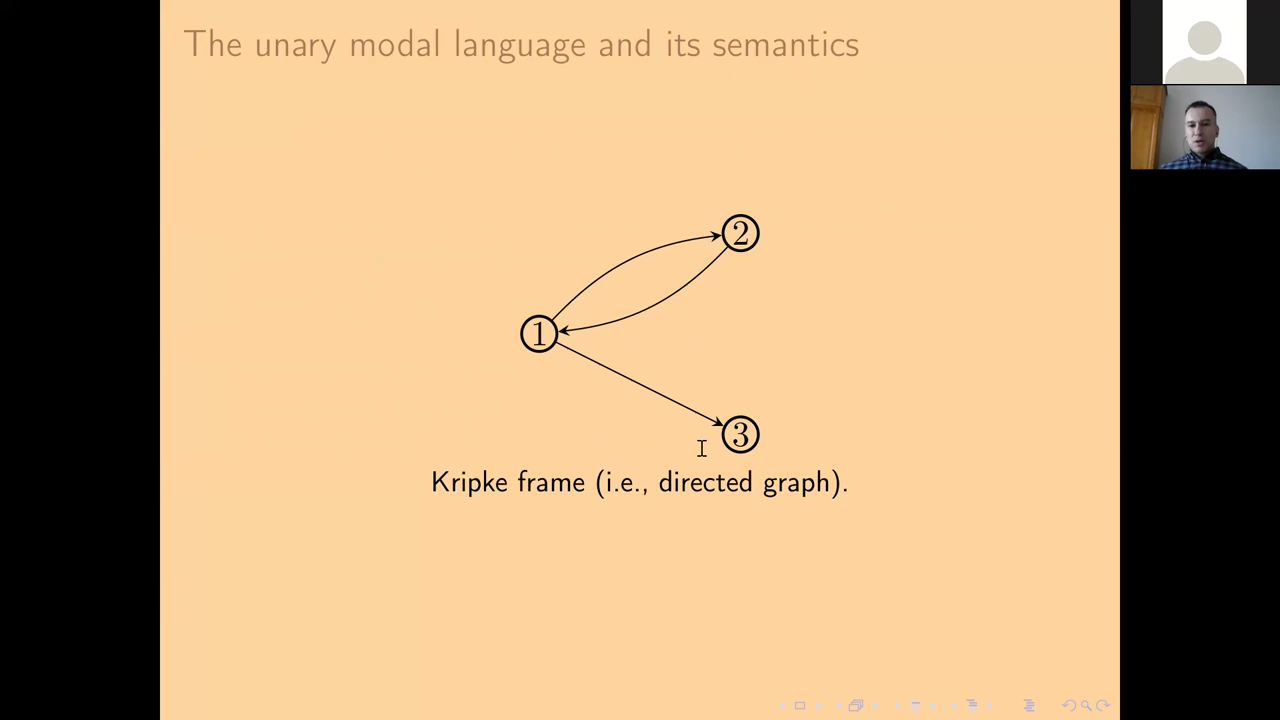 The unary modal language and its semantics
2
1
3
Kripke frame (i.e., directed graph).